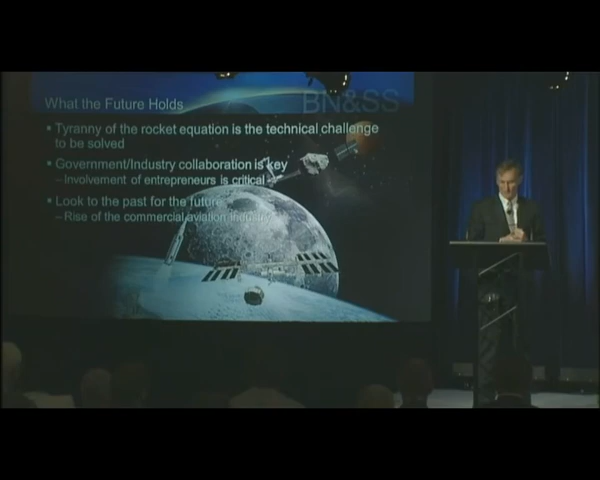 What the Future Holds
BN&SS
▪ Tyranny of the rocket equation is the technical challenge
to be solved
▪ Government/Industry collaboration is key
– Involvement of entrepreneurs is critical
▪ Look to the past for the future
– Rise of the commercial aviation industry